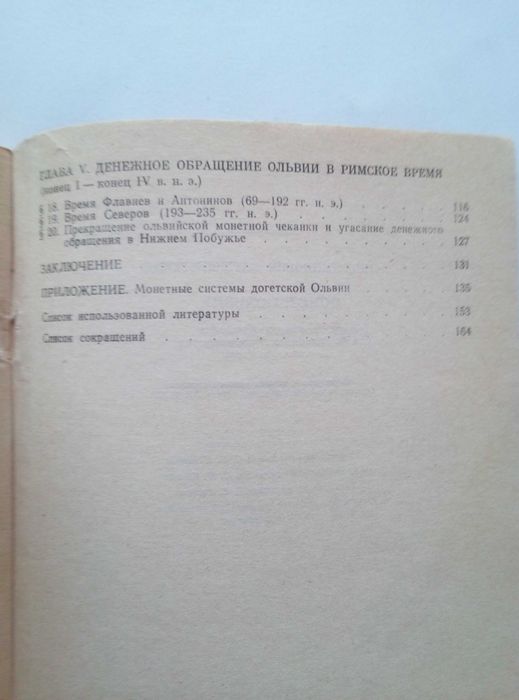 ГЛАВА V. ДЕНЕЖНОЕ ОБРАЩЕНИЕ ОЛЬВИИ В РИМСКОЕ ВРЕМЯ
(конец I — конец IV в. н. э.)
§ 18. Время Флавиев и Антонинов (69—192 гг. н. э.) . . . . 116
§ 19. Время Северов (193—235 гг. н. э.) . . . . . . 124
§ 20. Прекращение ольвийской монетной чеканки и угасание денежного
обращения в Нижнем Побужье . . . . . . . . 127
ЗАКЛЮЧЕНИЕ . . . . . . . . . . . 131
ПРИЛОЖЕНИЕ. Монетные системы догетской Ольвии . . . . 135
Список использованной литературы . . . . . . . . 153
Список сокращений . . . . . . . . . . . 164